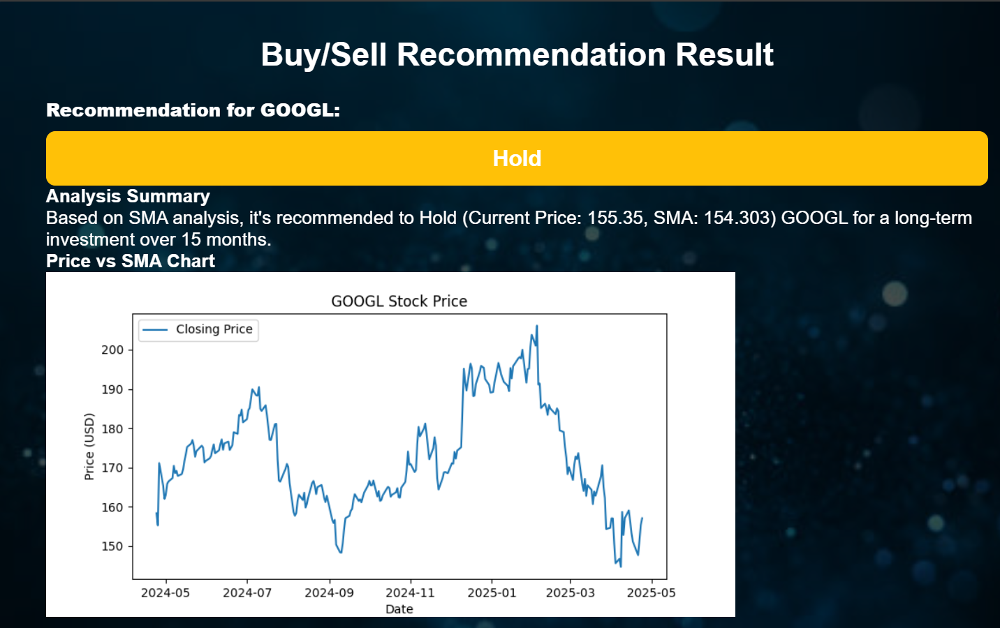 Buy/Sell Recommendation Result
Recommendation for GOOGL:
Hold
Analysis Summary
Based on SMA analysis, it's recommended to Hold (Current Price: 155.35, SMA: 154.303) GOOGL for a long-term
investment over 15 months.
Price vs SMA Chart
GOOGL Stock Price
Closing Price
200
190
180
170
160
150
Price (USD)
2024-05 2024-07 2024-09 2024-11 2025-01 2025-03 2025-05
Date